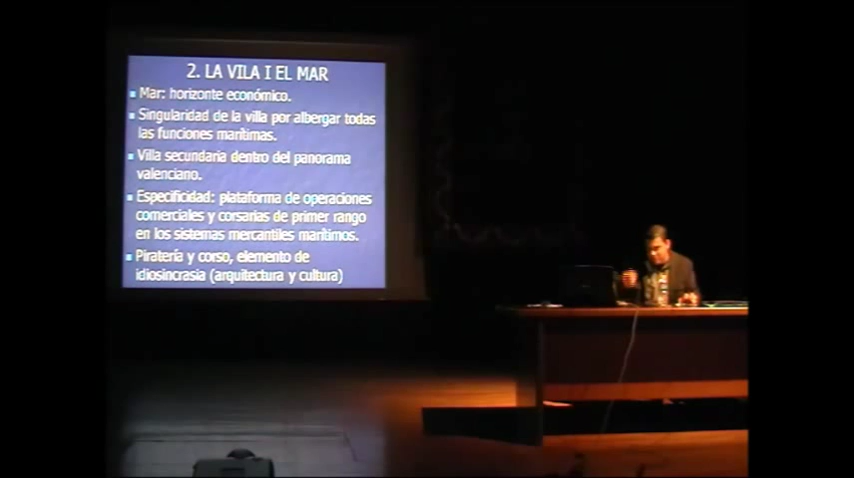 2. LA VILA I EL MAR
Mar: horizonte económico.
Singularidad de la villa por albergar todas
las funciones marítimas.
Villa secundaria dentro del panorama
valenciano.
Especificidad: plataforma de operaciones
comerciales y corsarias de primer rango
en los sistemas mercantiles marítimos.
Piratería y corso, elemento de
idiosincrasia (arquitectura y cultura)